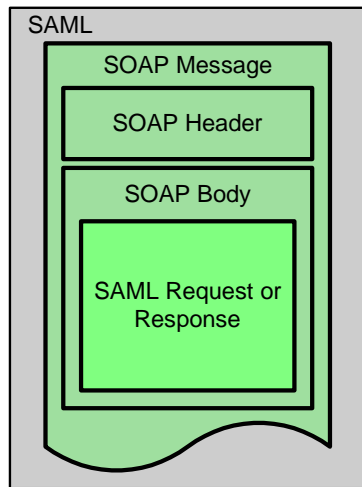 SAML
SOAP Message
SOAP Header
SOAP Body
SAML Request or
Response